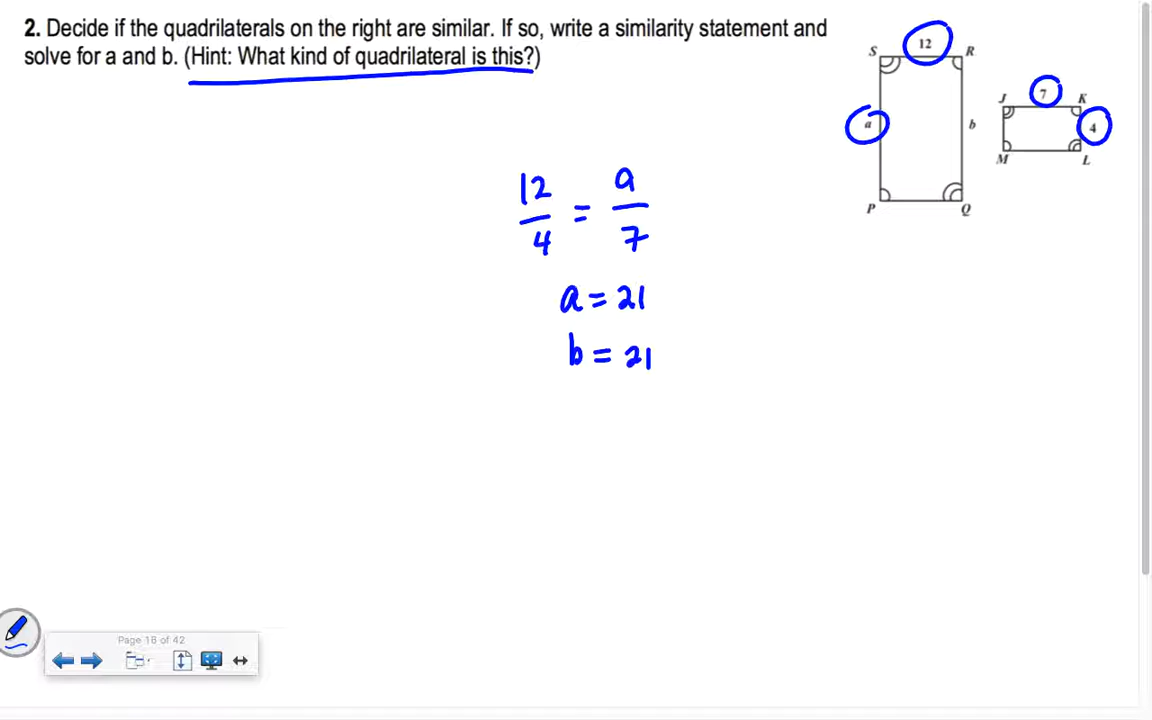 2. Decide if the quadrilaterals on the right are similar. If so, write a similarity statement and
solve for a and b. (Hint: What kind of quadrilateral is this?)
S 12 R
a b
P Q
J 7 K
4
M L
12/4 = a/7
a = 21
b = 21
Page 16 of 42